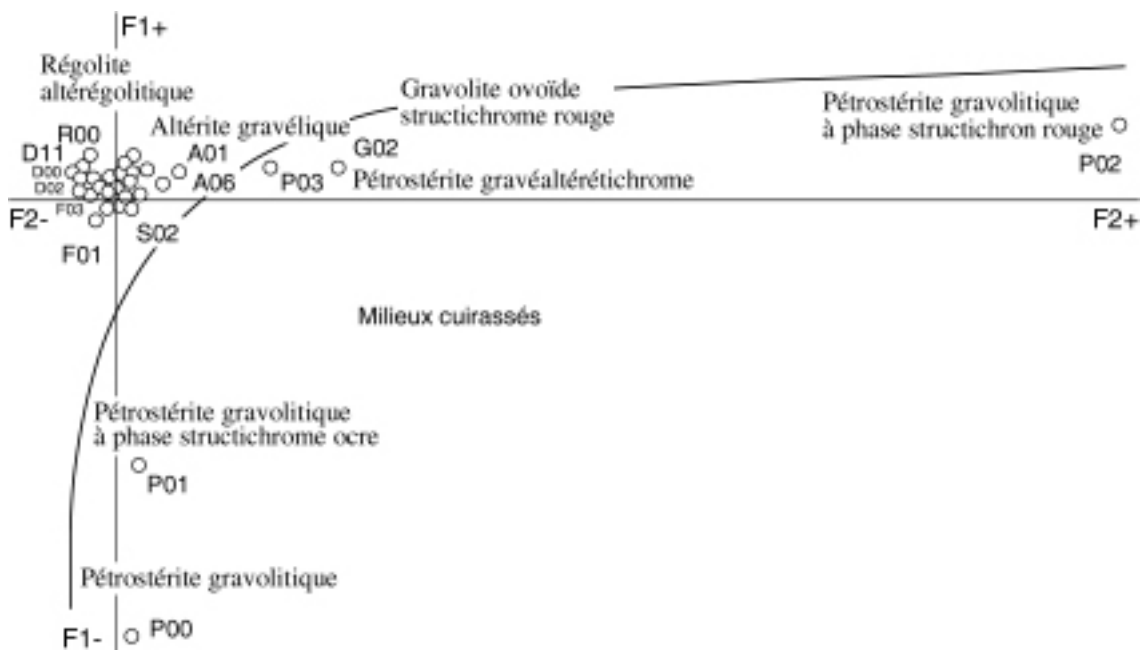 F1+
Régolite
altérégolitique
Gravolite ovoïde
structichrome rouge
Pétrostérite gravolitique
à phase structichron rouge
P02
Altérite gravélique
R00
D11
A01
G02
D00
A06
P03
Pétrostérite gravéaltérétichrome
D02
F03
F2-
S02
F2+
F01
Milieux cuirassés
Pétrostérite gravolitique
à phase structichrome ocre
P01
Pétrostérite gravolitique
F1-
P00